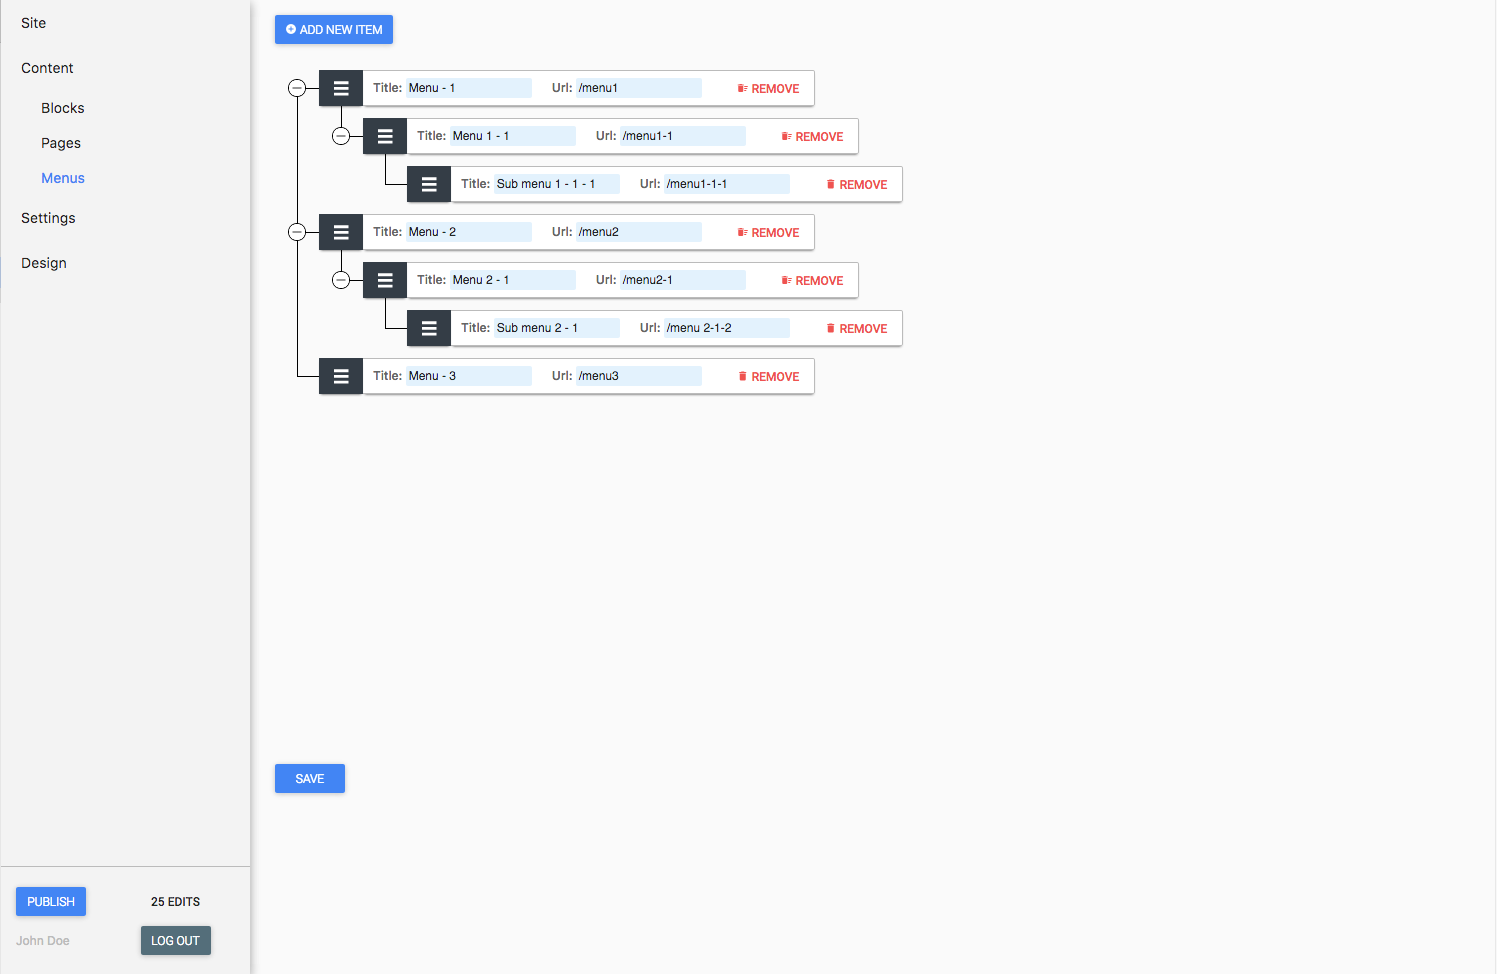 Site
Content
Blocks
Pages
Menus
Settings
Design
PUBLISH 25 EDITS
John Doe LOG OUT
ADD NEW ITEM
Title: Menu - 1 Url: /menu1 REMOVE
Title: Menu 1 - 1 Url: /menu1-1 REMOVE
Title: Sub menu 1 - 1 - 1 Url: /menu1-1-1 REMOVE
Title: Menu - 2 Url: /menu2 REMOVE
Title: Menu 2 - 1 Url: /menu2-1 REMOVE
Title: Sub menu 2 - 1 Url: /menu 2-1-2 REMOVE
Title: Menu - 3 Url: /menu3 REMOVE
SAVE